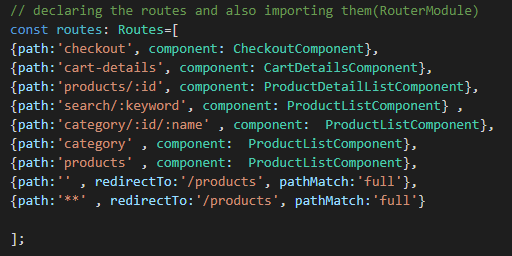 // declaring the routes and also importing them(RouterModule)
const routes: Routes=[
{path:'checkout', component: CheckoutComponent},
{path:'cart-details', component: CartDetailsComponent},
{path:'products/:id', component: ProductDetailListComponent},
{path:'search/:keyword', component: ProductListComponent} ,
{path:'category/:id/:name' , component:  ProductListComponent},
{path:'category' , component:  ProductListComponent},
{path:'products' , component:  ProductListComponent},
{path:'' , redirectTo:'/products', pathMatch:'full'},
{path:'**' , redirectTo:'/products', pathMatch:'full'}
];